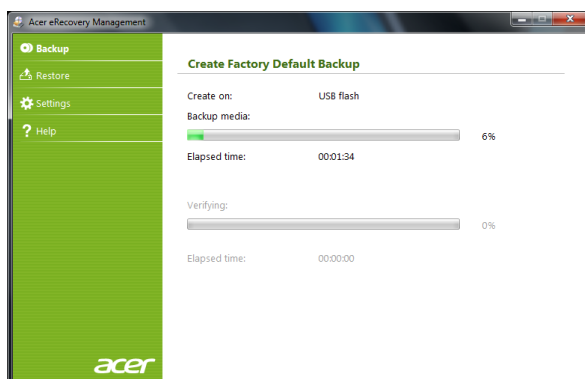 Acer eRecovery Management
Backup
Restore
Settings
? Help
Create Factory Default Backup
Create on: USB flash
Backup media:
6%
Elapsed time: 00:01:34
Verifying:
0%
Elapsed time: 00:00:00
acer